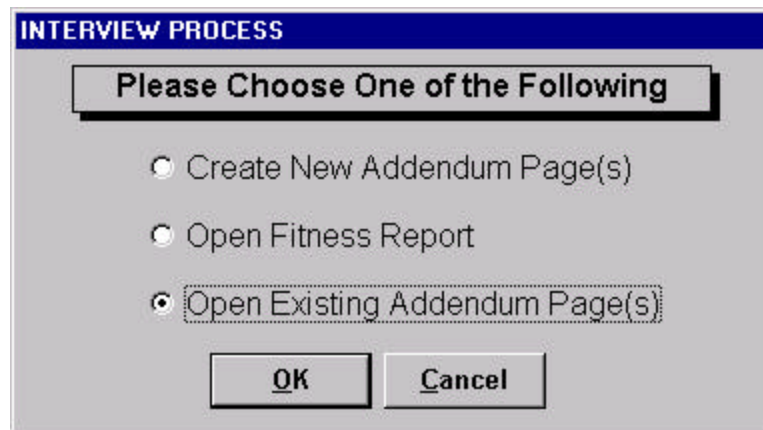 INTERVIEW PROCESS
Please Choose One of the Following
Create New Addendum Page(s)
Open Fitness Report
Open Existing Addendum Page(s)
OK Cancel